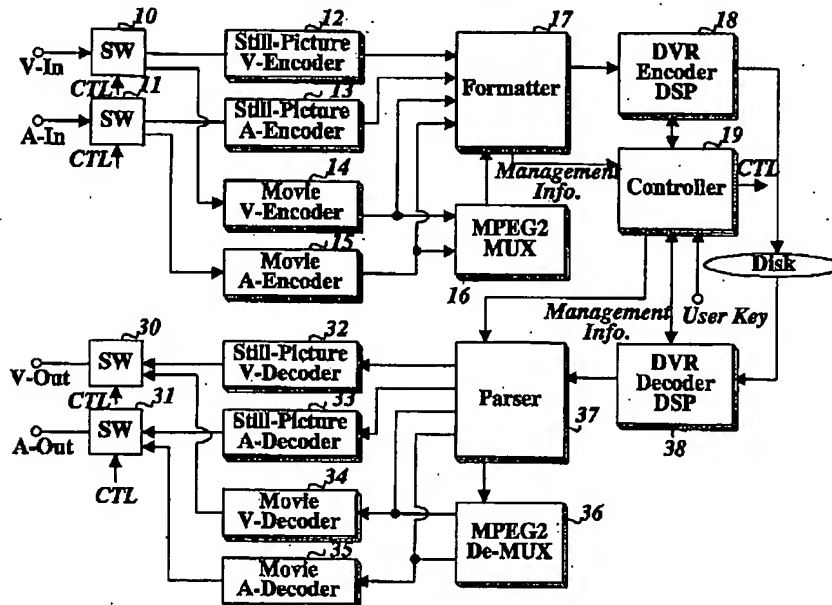 10
12
17
18
V-In
SW
Still-Picture
V-Encoder
Formatter
DVR
Encoder
DSP
CTL
11
13
A-In
SW
Still-Picture
A-Encoder
19
CTL
CTL
14
Management
Info.
Controller
Movie
V-Encoder
MPEG2
MUX
15
Movie
A-Encoder
16
Disk
Management
Info.
User Key
30
32
V-Out
SW
Still-Picture
V-Decoder
Parser
DVR
Decoder
DSP
CTL
31
33
37
38
A-Out
SW
Still-Picture
A-Decoder
CTL
34
Movie
V-Decoder
MPEG2
De-MUX
36
35
Movie
A-Decoder